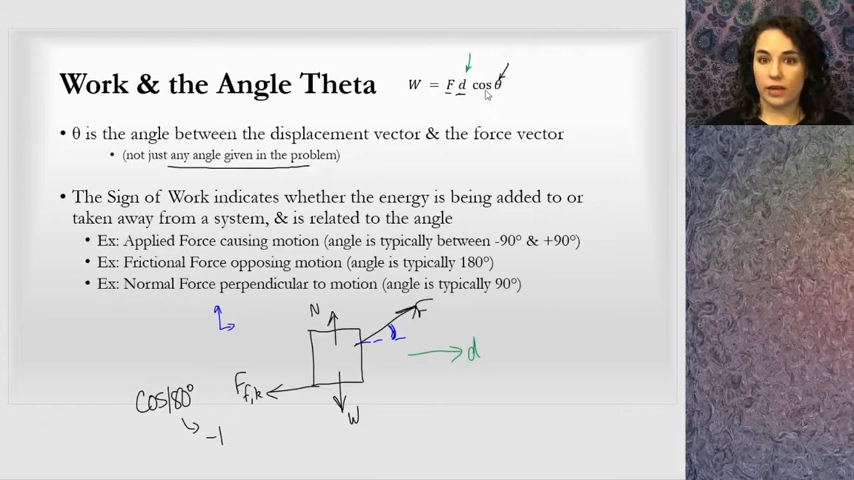 Work & the Angle Theta
W = F d cosθ
• θ is the angle between the displacement vector & the force vector
• (not just any angle given in the problem)
• The Sign of Work indicates whether the energy is being added to or
taken away from a system, & is related to the angle
• Ex: Applied Force causing motion (angle is typically between -90° & +90°)
• Ex: Frictional Force opposing motion (angle is typically 180°)
• Ex: Normal Force perpendicular to motion (angle is typically 90°)
N
F
d
Ff,k
Cos180°
W
-1